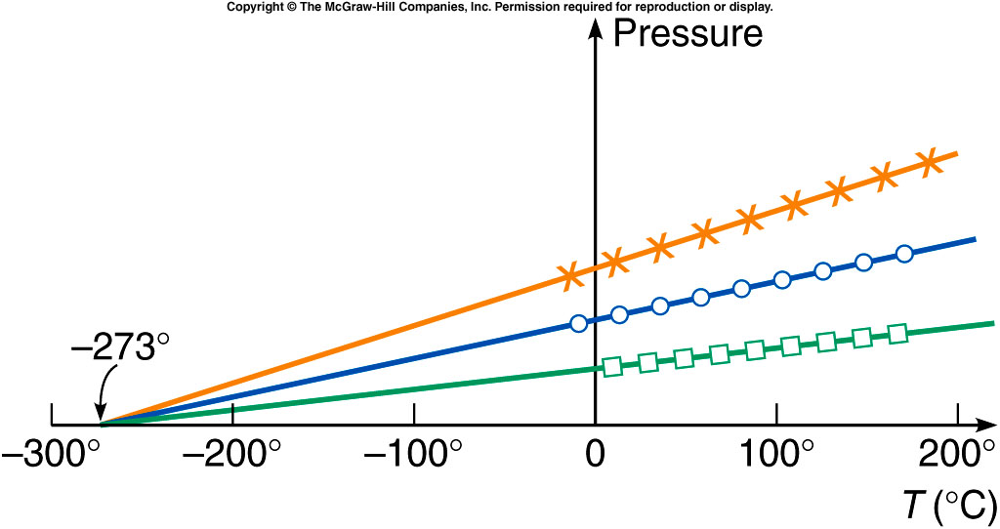 Copyright © The McGraw-Hill Companies, Inc. Permission required for reproduction or display.
Pressure
–273°
–300° –200° –100° 0 100° 200°
T (°C)